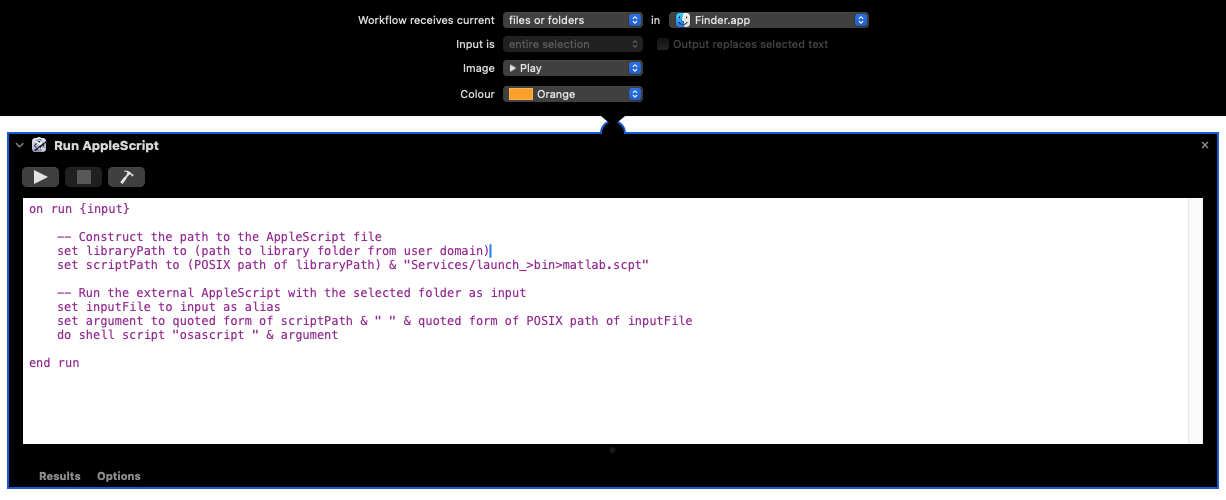 Workflow receives current files or folders in Finder.app
Input is entire selection Output replaces selected text
Image Play
Colour Orange
Run AppleScript
on run {input}
-- Construct the path to the AppleScript file
set libraryPath to (path to library folder from user domain)
set scriptPath to (POSIX path of libraryPath) & "Services/launch_>bin>matlab.scpt"
-- Run the external AppleScript with the selected folder as input
set inputFile to input as alias
set argument to quoted form of scriptPath & " " & quoted form of POSIX path of inputFile
do shell script "osascript " & argument
end run
Results Options